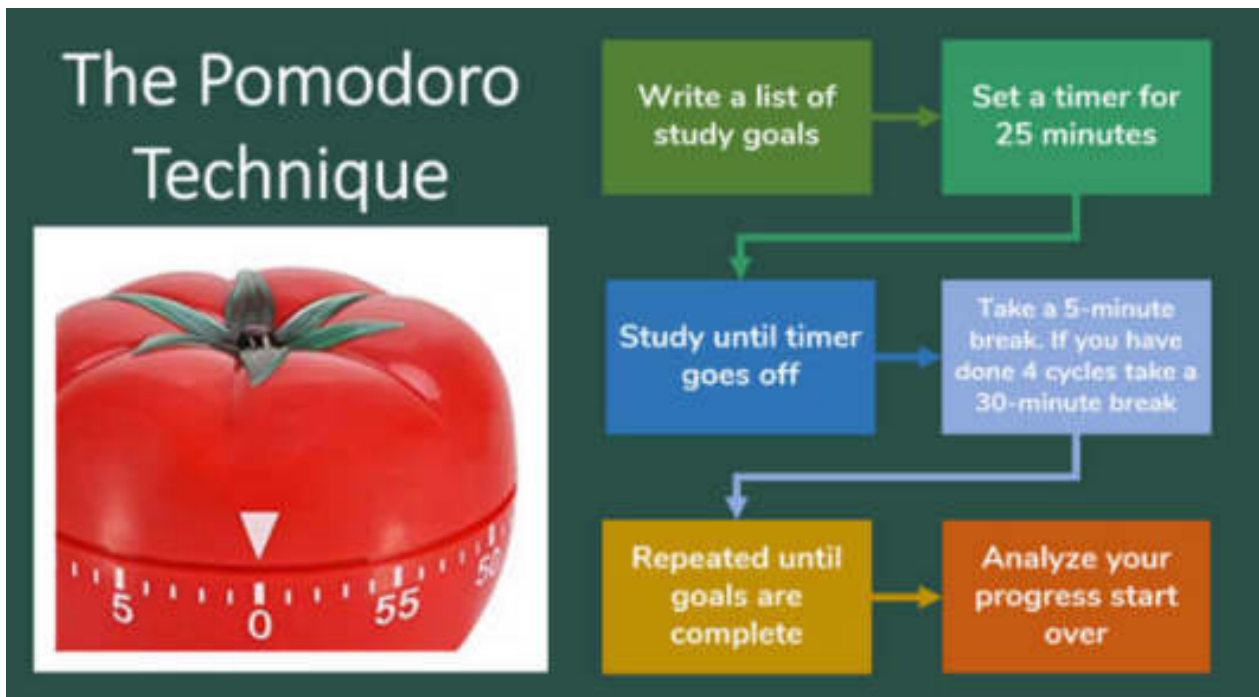 The Pomodoro
Technique
Write a list of
study goals
Set a timer for
25 minutes
Study until timer
goes off
Take a 5-minute
break. If you have
done 4 cycles take a
30-minute break
Repeated until
goals are
complete
Analyze your
progress start
over
5
0
55
50